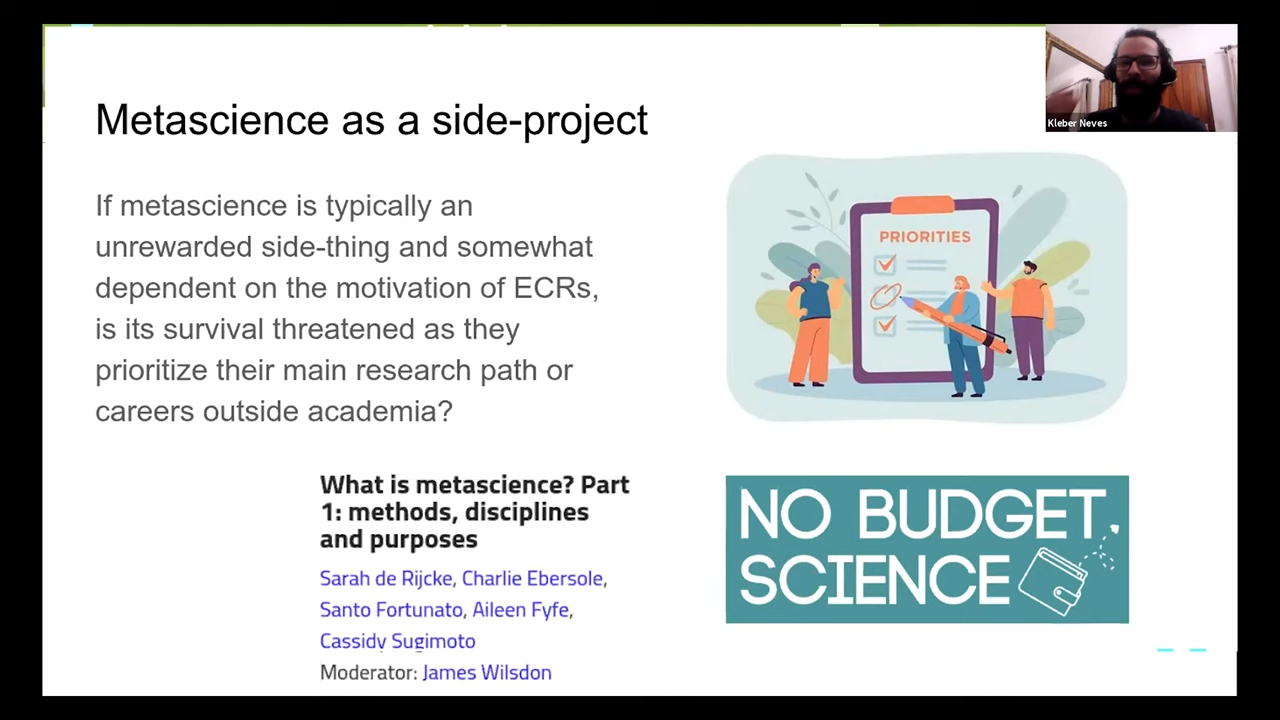 Metascience as a side-project
Kleber Neves
If metascience is typically an
unrewarded side-thing and somewhat
dependent on the motivation of ECRs,
is its survival threatened as they
prioritize their main research path or
careers outside academia?
PRIORITIES
What is metascience? Part
1: methods, disciplines
and purposes
Sarah de Rijcke, Charlie Ebersole,
Santo Fortunato, Aileen Fyfe,
Cassidy Sugimoto
Moderator: James Wilsdon
NO BUDGET
SCIENCE